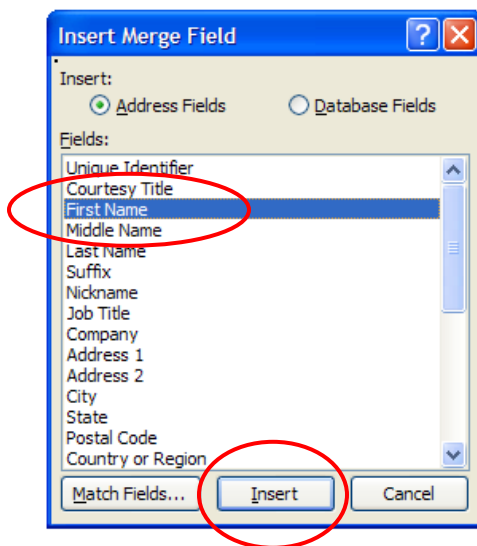 Insert Merge Field ? X
Insert:
Address Fields Database Fields
Fields:
Unique Identifier
Courtesy Title
First Name
Middle Name
Last Name
Suffix
Nickname
Job Title
Company
Address 1
Address 2
City
State
Postal Code
Country or Region
Match Fields... Insert Cancel